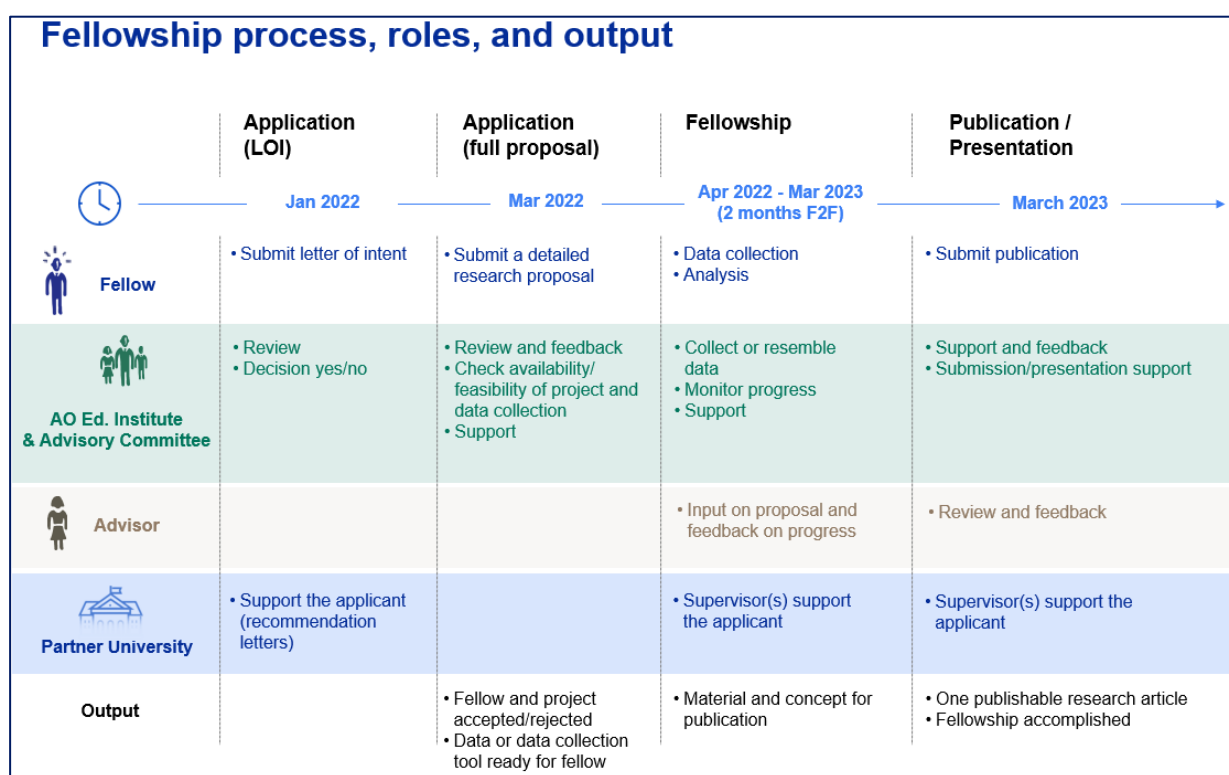 Fellowship process, roles, and output
Application
(LOI)
Application
(full proposal)
Fellowship
Publication /
Presentation
Jan 2022
Mar 2022
Apr 2022 - Mar 2023
(2 months F2F)
March 2023
Fellow
• Submit letter of intent
• Submit a detailed
research proposal
• Data collection
• Analysis
• Submit publication
AO Ed. Institute
& Advisory Committee
• Review
• Decision yes/no
• Review and feedback
• Check availability/
feasibility of project and
data collection
• Support
• Collect or resemble
data
• Monitor progress
• Support
• Support and feedback
• Submission/presentation support
Advisor
• Input on proposal and
feedback on progress
• Review and feedback
Partner University
• Support the applicant
(recommendation
letters)
• Supervisor(s) support
the applicant
• Supervisor(s) support the
applicant
Output
• Fellow and project
accepted/rejected
• Data or data collection
tool ready for fellow
• Material and concept for
publication
• One publishable research article
• Fellowship accomplished